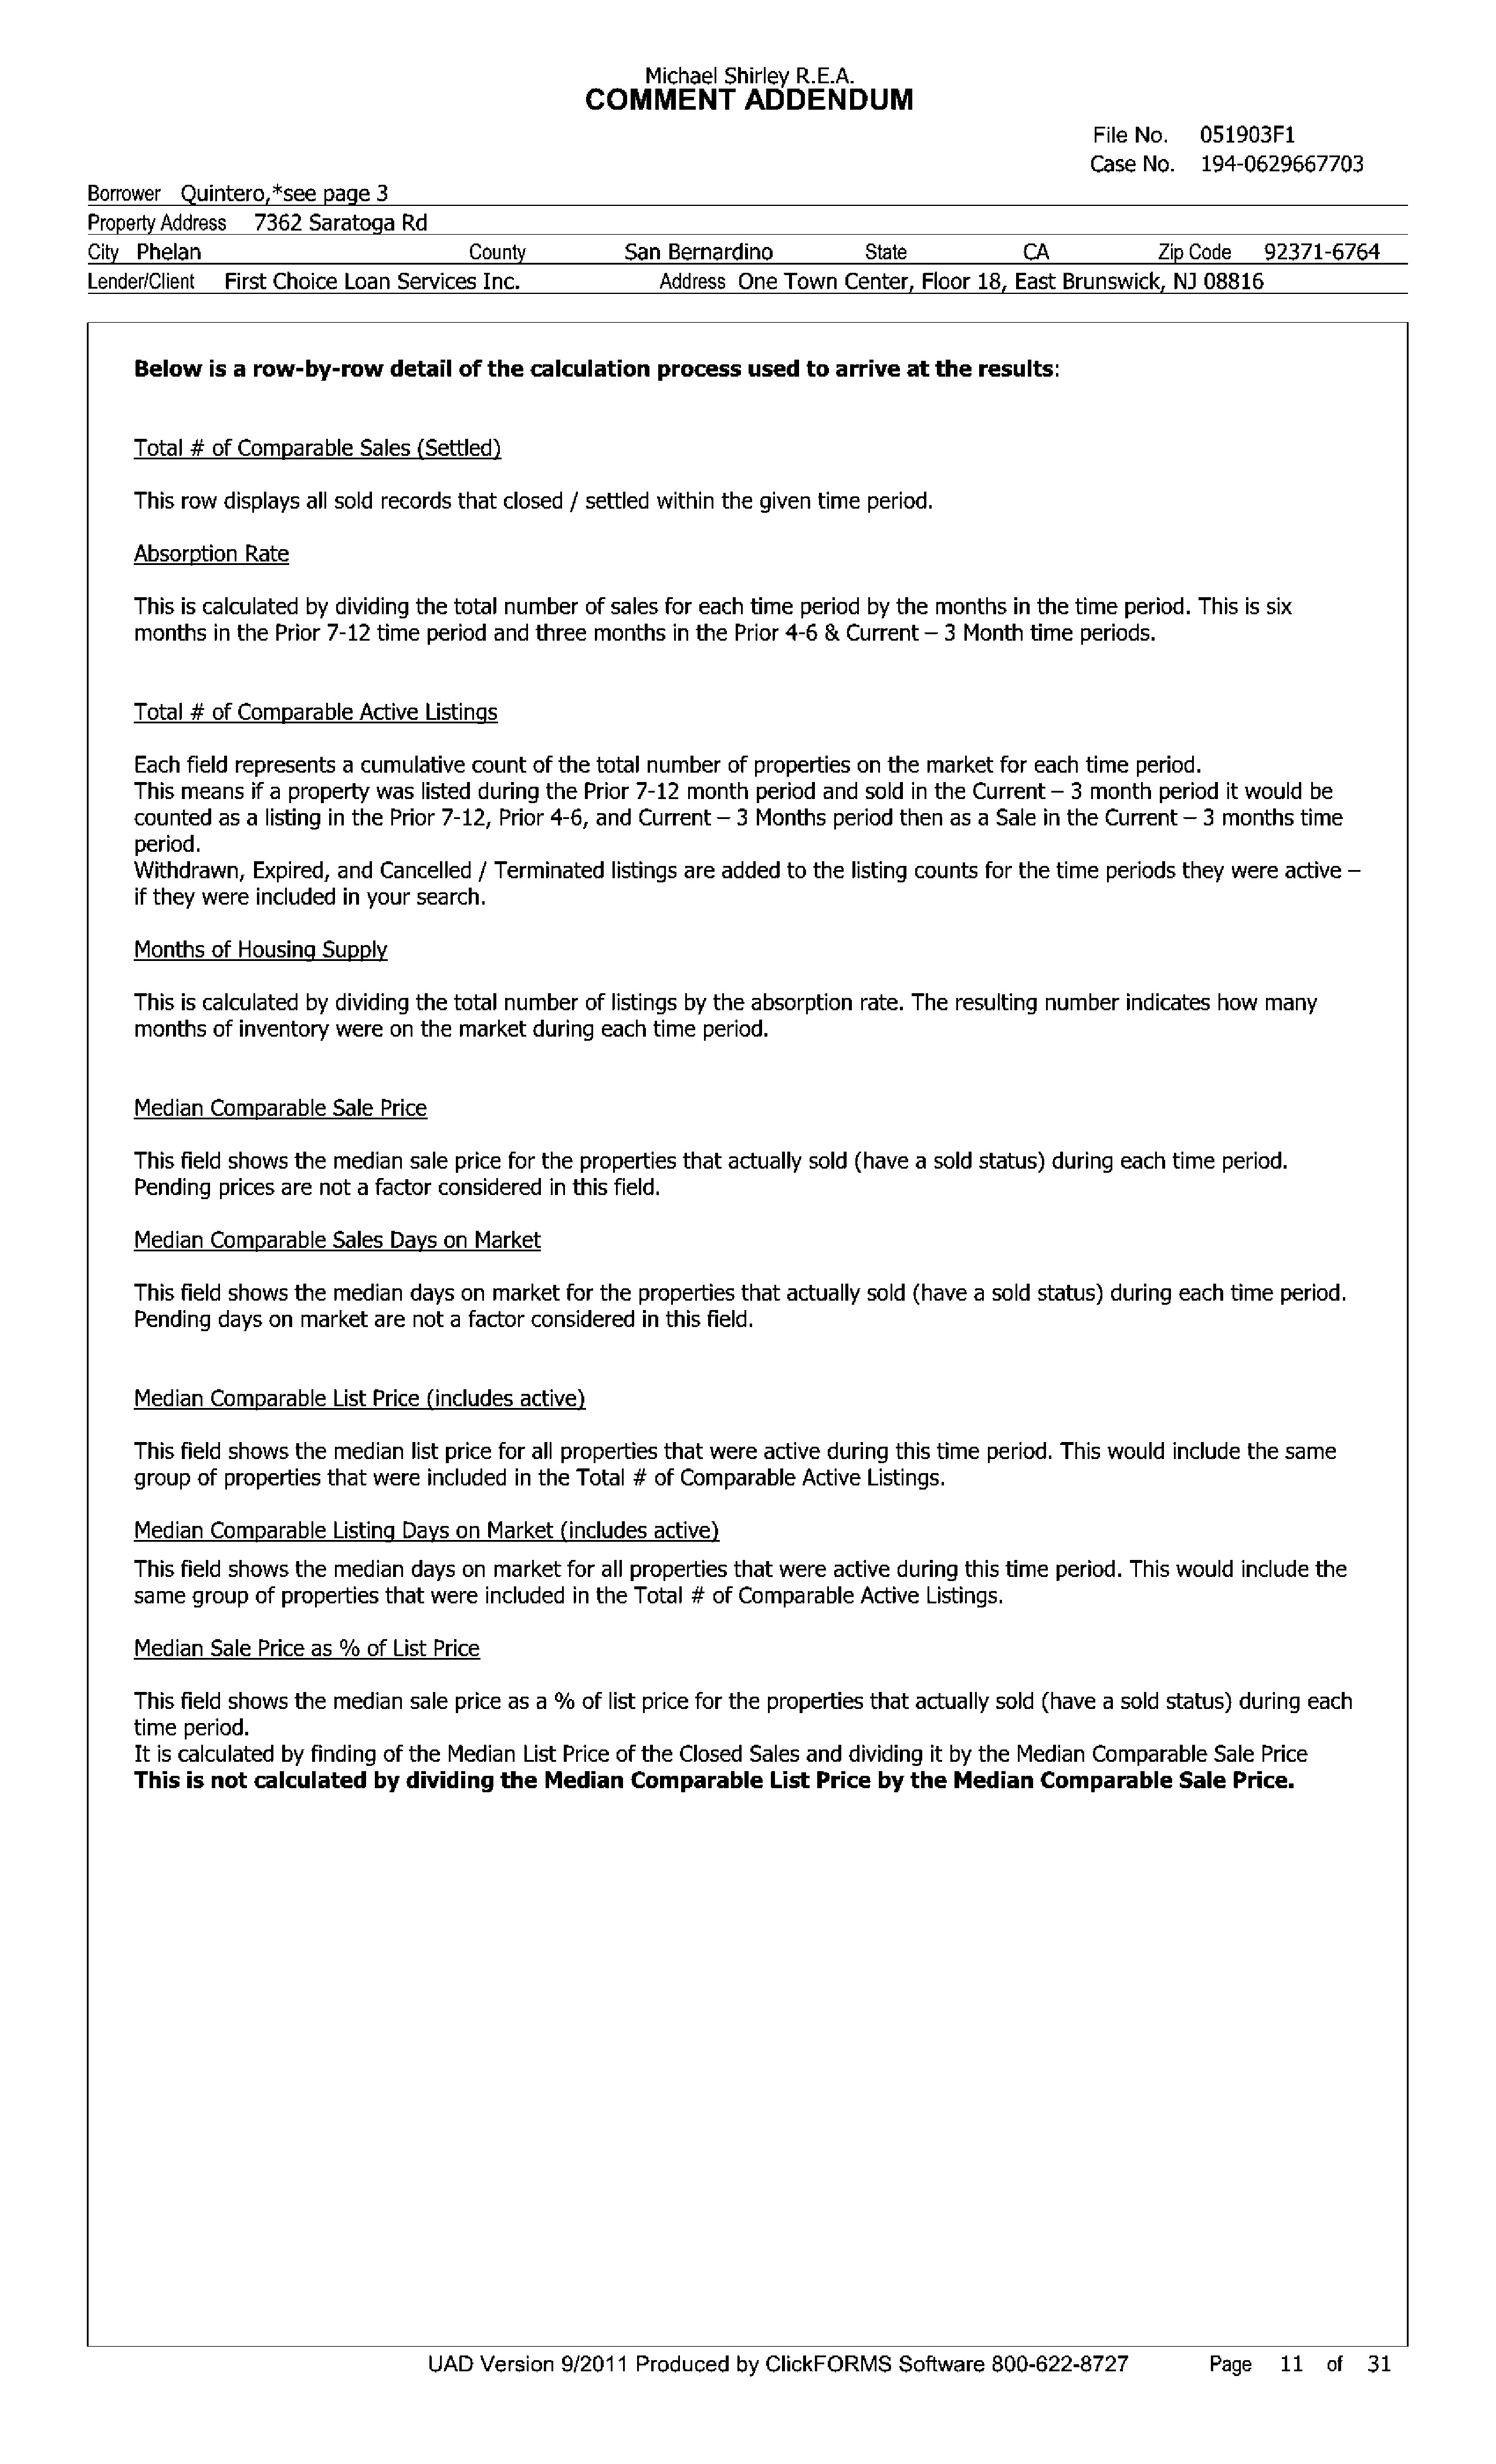 Michael Shirley R.E.A.
COMMENT ADDENDUM
File No. 051903F1
Case No. 194-0629667703
Borrower Quintero,*see page 3
Property Address 7362 Saratoga Rd
City Phelan County San Bernardino State CA Zip Code 92371-6764
Lender/Client First Choice Loan Services Inc. Address One Town Center, Floor 18, East Brunswick, NJ 08816
Below is a row-by-row detail of the calculation process used to arrive at the results:
Total # of Comparable Sales (Settled)
This row displays all sold records that closed / settled within the given time period.
Absorption Rate
This is calculated by dividing the total number of sales for each time period by the months in the time period. This is six
months in the Prior 7-12 time period and three months in the Prior 4-6 & Current – 3 Month time periods.
Total # of Comparable Active Listings
Each field represents a cumulative count of the total number of properties on the market for each time period.
This means if a property was listed during the Prior 7-12 month period and sold in the Current – 3 month period it would be
counted as a listing in the Prior 7-12, Prior 4-6, and Current – 3 Months period then as a Sale in the Current – 3 months time
period.
Withdrawn, Expired, and Cancelled / Terminated listings are added to the listing counts for the time periods they were active –
if they were included in your search.
Months of Housing Supply
This is calculated by dividing the total number of listings by the absorption rate. The resulting number indicates how many
months of inventory were on the market during each time period.
Median Comparable Sale Price
This field shows the median sale price for the properties that actually sold (have a sold status) during each time period.
Pending prices are not a factor considered in this field.
Median Comparable Sales Days on Market
This field shows the median days on market for the properties that actually sold (have a sold status) during each time period.
Pending days on market are not a factor considered in this field.
Median Comparable List Price (includes active)
This field shows the median list price for all properties that were active during this time period. This would include the same
group of properties that were included in the Total # of Comparable Active Listings.
Median Comparable Listing Days on Market (includes active)
This field shows the median days on market for all properties that were active during this time period. This would include the
same group of properties that were included in the Total # of Comparable Active Listings.
Median Sale Price as % of List Price
This field shows the median sale price as a % of list price for the properties that actually sold (have a sold status) during each
time period.
It is calculated by finding of the Median List Price of the Closed Sales and dividing it by the Median Comparable Sale Price
This is not calculated by dividing the Median Comparable List Price by the Median Comparable Sale Price.
UAD Version 9/2011 Produced by ClickFORMS Software 800-622-8727 Page 11 of 31